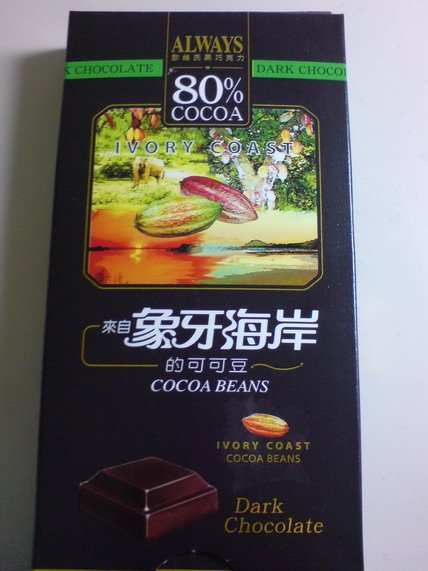 ALWAYS
歐維氏黑巧克力
K CHOCOLATE
DARK CHOCOL
80%
COCOA
IVORY COAST
來自 象牙海岸
的可可豆
COCOA BEANS
IVORY COAST
COCOA BEANS
Dark
Chocolate